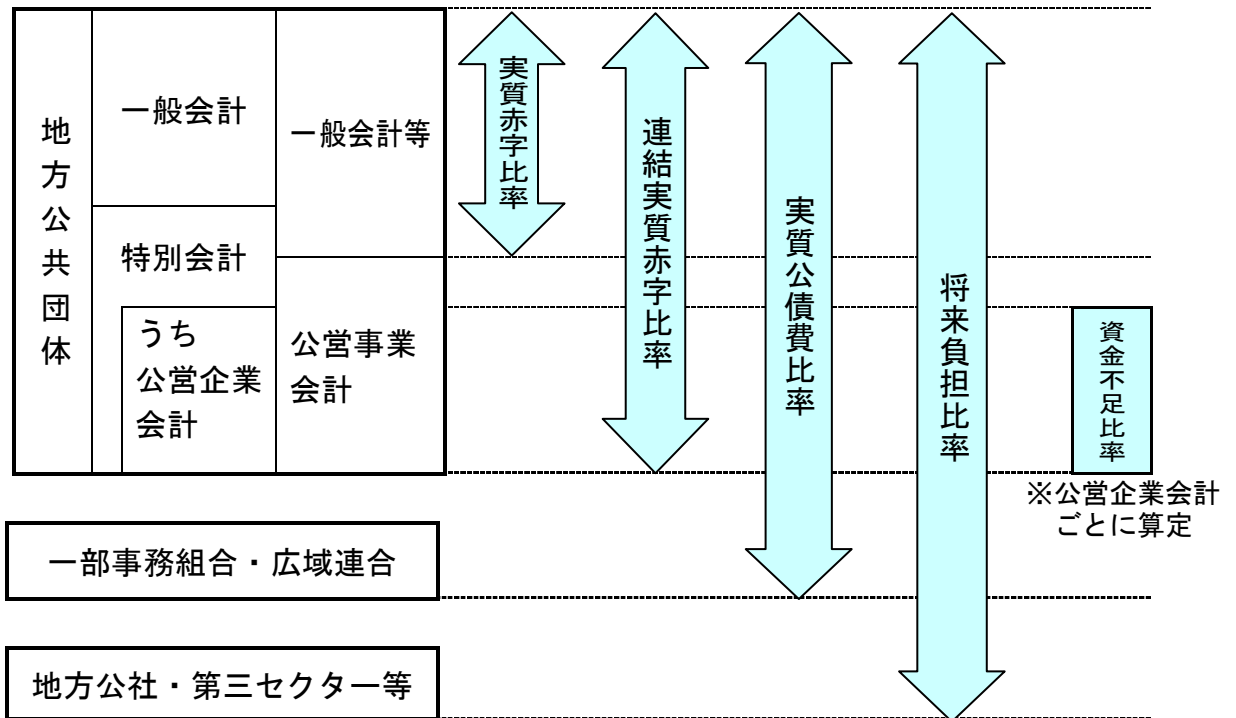 地方公共団体
一般会計
特別会計
うち
公営企業
会計
一般会計等
公営事業
会計
実質赤字比率
連結実質赤字比率
実質公債費比率
将来負担比率
資金不足比率
※公営企業会計
ごとに算定
一部事務組合・広域連合
地方公社・第三セクター等